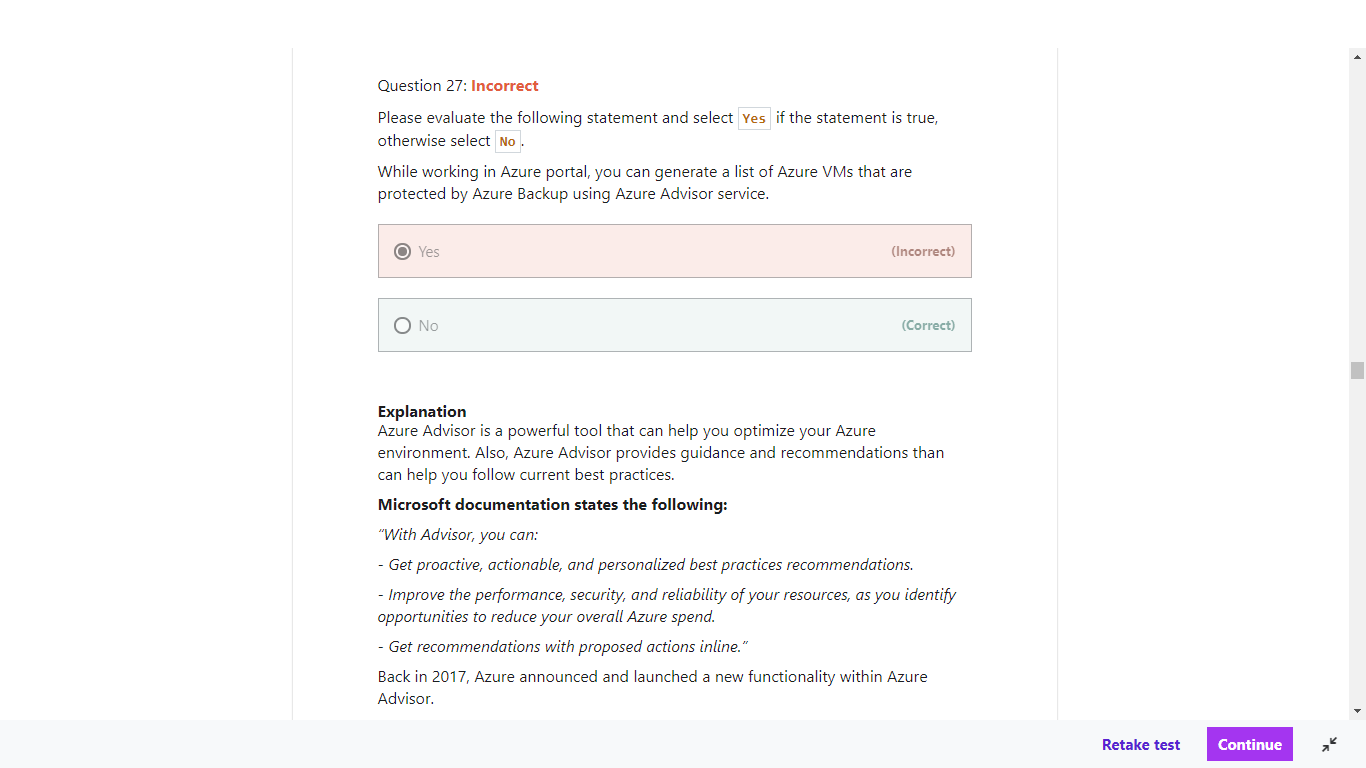 Question 27: Incorrect
Please evaluate the following statement and select Yes if the statement is true,
otherwise select No.
While working in Azure portal, you can generate a list of Azure VMs that are
protected by Azure Backup using Azure Advisor service.
Yes (Incorrect)
No (Correct)
Explanation
Azure Advisor is a powerful tool that can help you optimize your Azure
environment. Also, Azure Advisor provides guidance and recommendations than
can help you follow current best practices.
Microsoft documentation states the following:
“With Advisor, you can:
- Get proactive, actionable, and personalized best practices recommendations.
- Improve the performance, security, and reliability of your resources, as you identify
opportunities to reduce your overall Azure spend.
- Get recommendations with proposed actions inline.”
Back in 2017, Azure announced and launched a new functionality within Azure
Advisor.
Retake test Continue